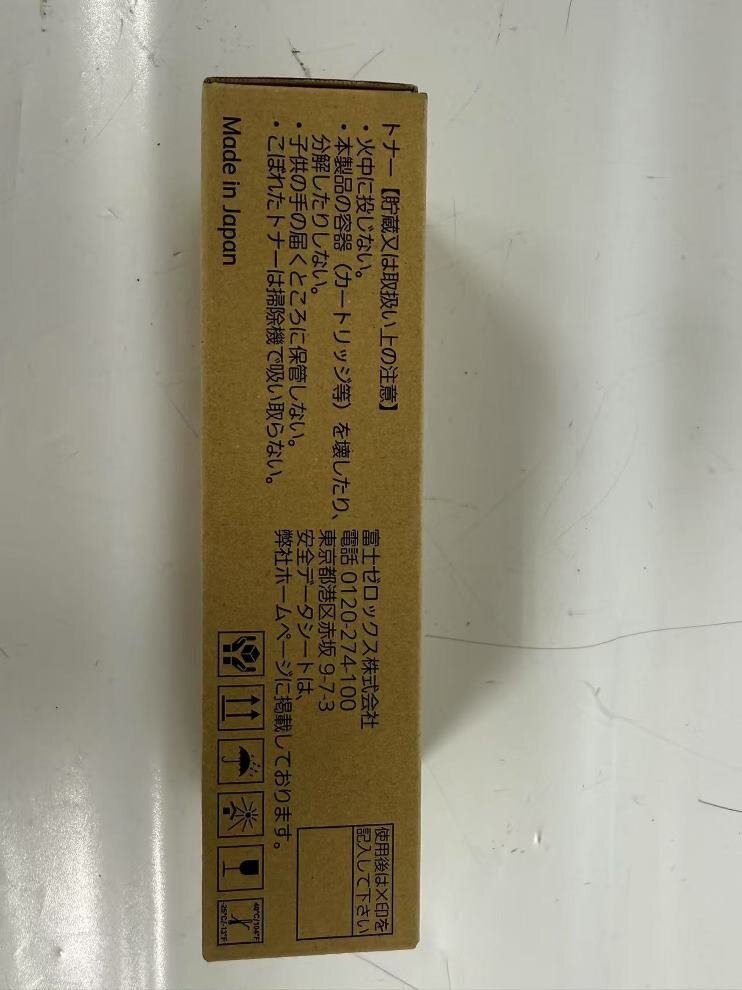 トナー【貯蔵又は取扱い上の注意】
・火中に投じない。
・本製品の容器（カートリッジ等）を壊したり、
分解したりしない。
・子供の手の届くところに保管しない。
・こぼれたトナーは掃除機で吸い取らない。
Made in Japan
富士ゼロックス株式会社
電話 0120-274-100
東京都港区赤坂 9-7-3
安全データシートは、
弊社ホームページに掲載しております。
使用後は×印を
記入して下さい
40°C/104°F
-25°C/-13°F